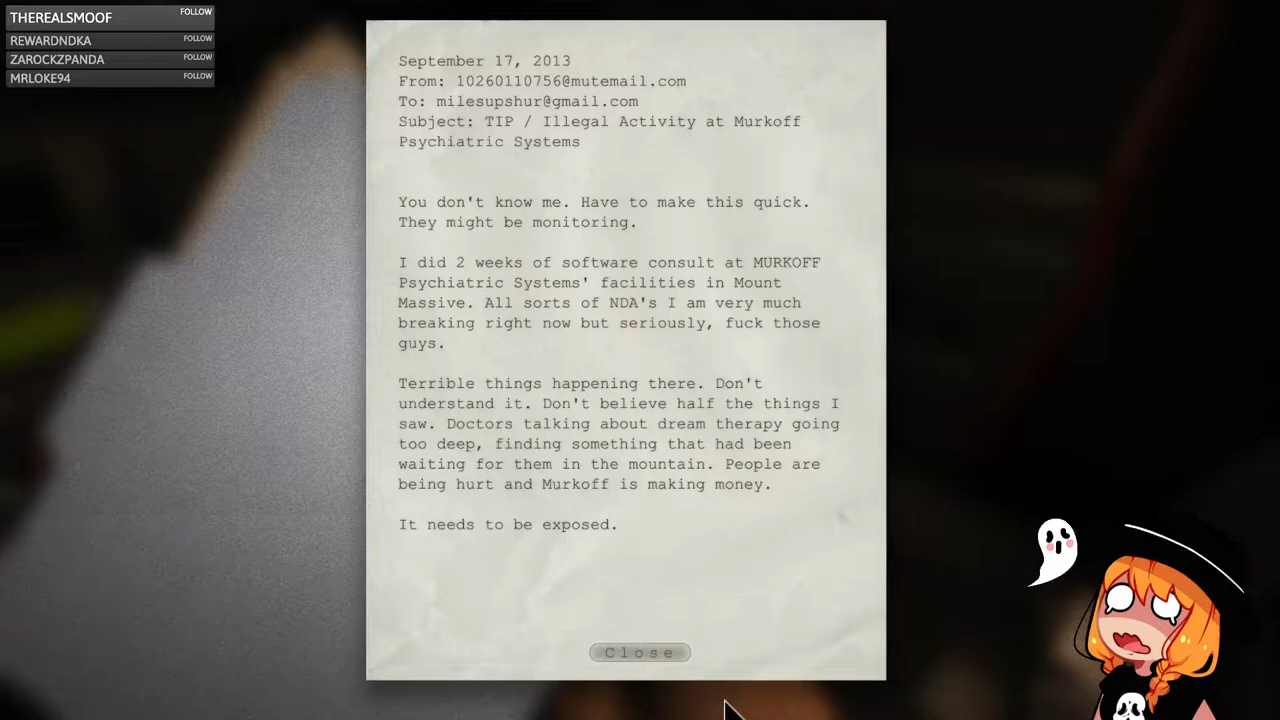 THEREALSMOOF FOLLOW
REWARDNDKA FOLLOW
ZAROCKZPANDA FOLLOW
MRLOKE94 FOLLOW
September 17, 2013
From: 10260110756@mutemail.com
To: milesupshur@gmail.com
Subject: TIP / Illegal Activity at Murkoff
Psychiatric Systems
You don't know me. Have to make this quick.
They might be monitoring.
I did 2 weeks of software consult at MURKOFF
Psychiatric Systems' facilities in Mount
Massive. All sorts of NDA's I am very much
breaking right now but seriously, fuck those
guys.
Terrible things happening there. Don't
understand it. Don't believe half the things I
saw. Doctors talking about dream therapy going
too deep, finding something that had been
waiting for them in the mountain. People are
being hurt and Murkoff is making money.
It needs to be exposed.
Close